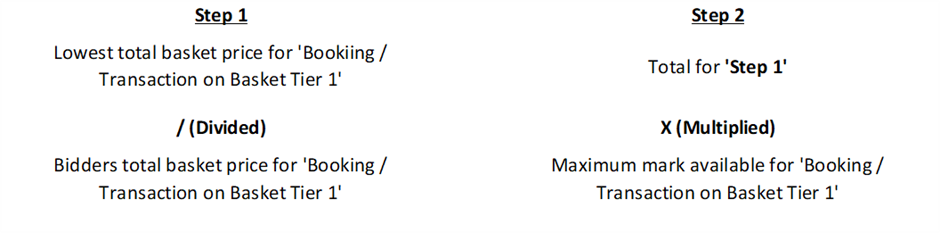 Step 1
Lowest total basket price for 'Bookiing /
Transaction on Basket Tier 1'
/ (Divided)
Bidders total basket price for 'Booking /
Transaction on Basket Tier 1'
Step 2
Total for 'Step 1'
X (Multiplied)
Maximum mark available for 'Booking /
Transaction on Basket Tier 1'